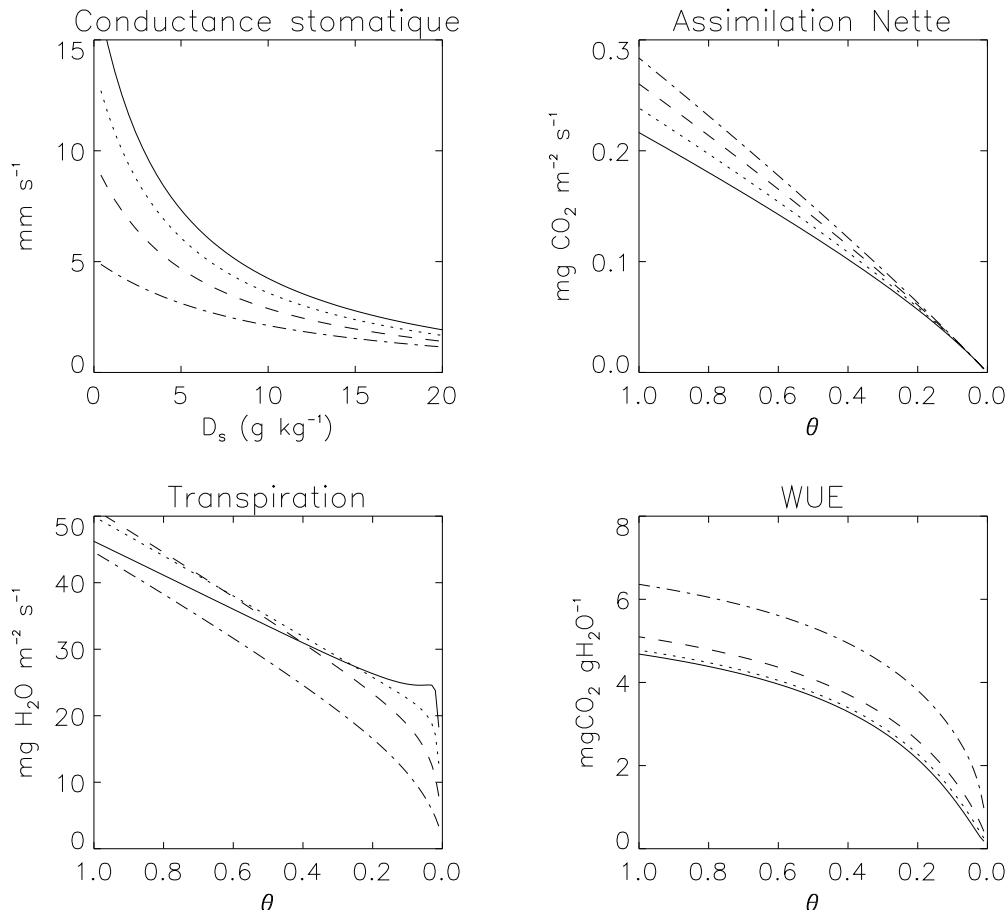 Conductance stomatique
15
10
5
0
mm s⁻¹
0 5 10 15 20
Dₛ (g kg⁻¹)
Assimilation Nette
0.3
0.2
0.1
0.0
mg CO₂ m⁻² s⁻¹
1.0 0.8 0.6 0.4 0.2 0.0
θ
Transpiration
50
40
30
20
10
0
mg H₂O m⁻² s⁻¹
1.0 0.8 0.6 0.4 0.2 0.0
θ
WUE
8
6
4
2
0
mgCO₂ gH₂O⁻¹
1.0 0.8 0.6 0.4 0.2 0.0
θ